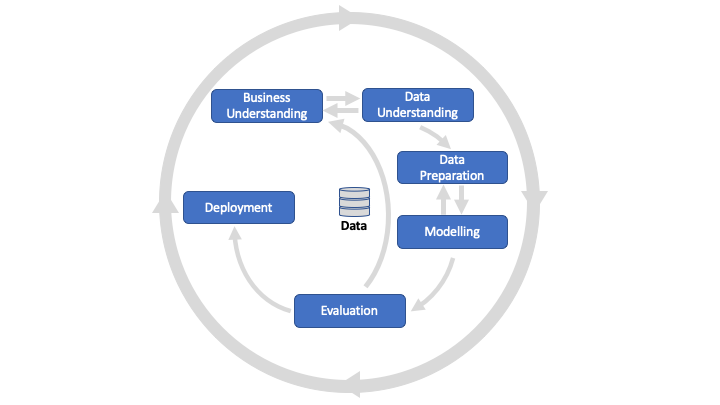 Business
Understanding
Data
Understanding
Data
Preparation
Deployment
Data
Modelling
Evaluation